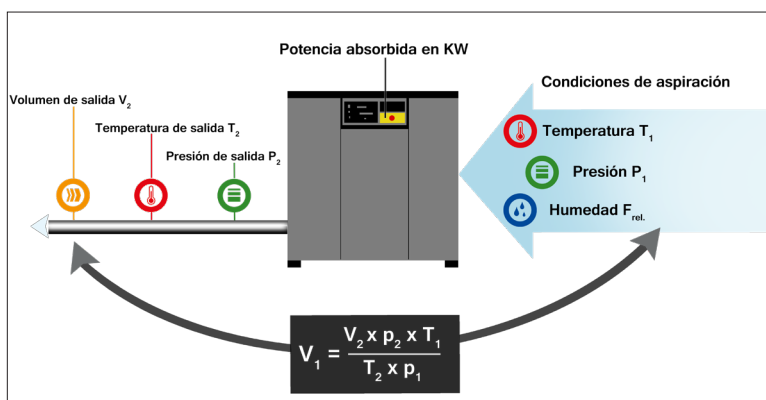 Potencia absorbida en KW
Condiciones de aspiración
Volumen de salida V₂
Temperatura de salida T₂
Presión de salida P₂
Temperatura T₁
Presión P₁
Humedad F rel.
V₁ = V₂ x p₂ x T₁
T₂ x p₁